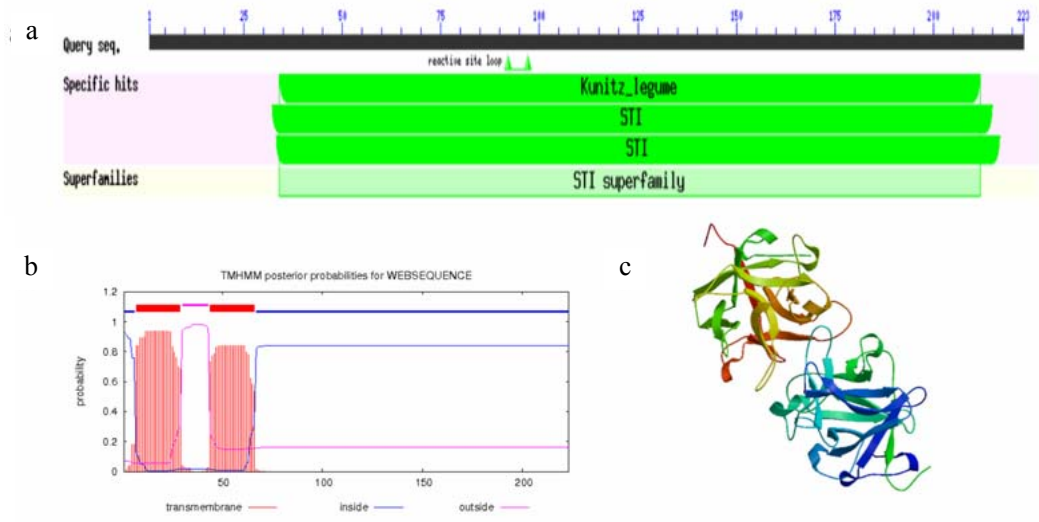 a
1 25 50 75 100 125 150 175 200 223
Query seq.
reactive site loop
Specific hits
Kunitz_legume
STI
STI
Superfamilies
STI superfamily
b
c
TMHMM posterior probabilities for WEBSEQUENCE
1.2
1
0.8
0.6
0.4
0.2
0
probability
50 100 150 200
transmembrane inside outside